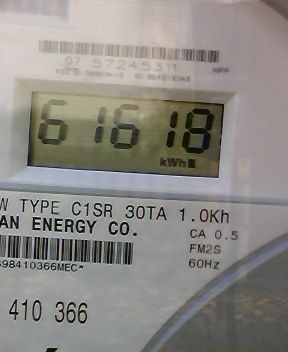 07 57245311
61618
kWh
W TYPE C1SR 30TA 1.0Kh
AN ENERGY CO.
CA 0.5
FM2S
60Hz
98410366MEC*
410 366